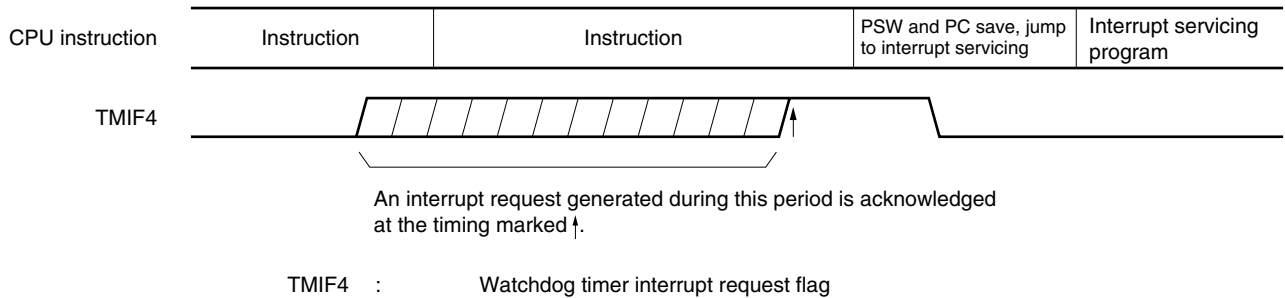 CPU instruction
Instruction
Instruction
PSW and PC save, jump
to interrupt servicing
Interrupt servicing
program
TMIF4
An interrupt request generated during this period is acknowledged
at the timing marked ↑.
TMIF4 : Watchdog timer interrupt request flag